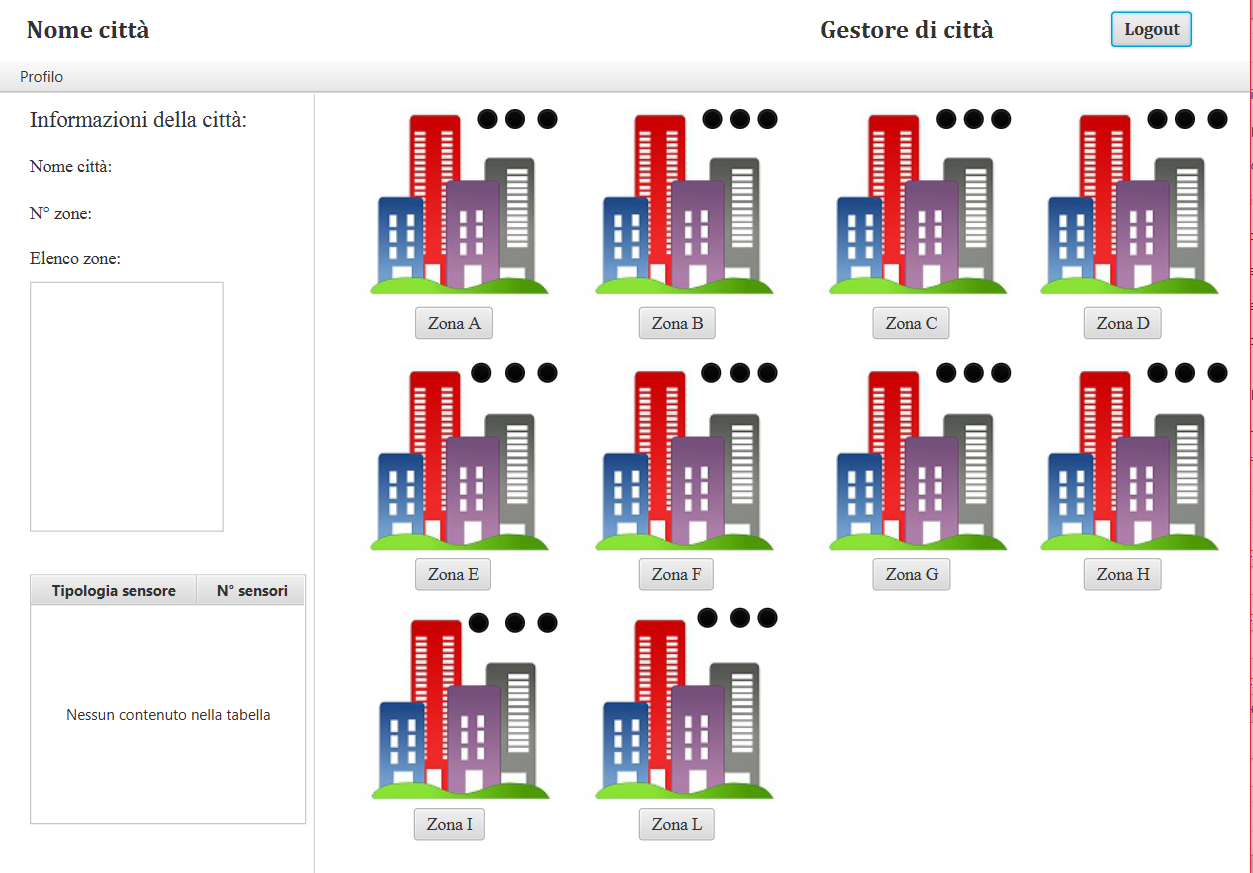 Nome città
Gestore di città
Logout
Profilo
Informazioni della città:
Nome città:
N° zone:
Elenco zone:
Tipologia sensore
N° sensori
Nessun contenuto nella tabella
Zona A
Zona B
Zona C
Zona D
Zona E
Zona F
Zona G
Zona H
Zona I
Zona L